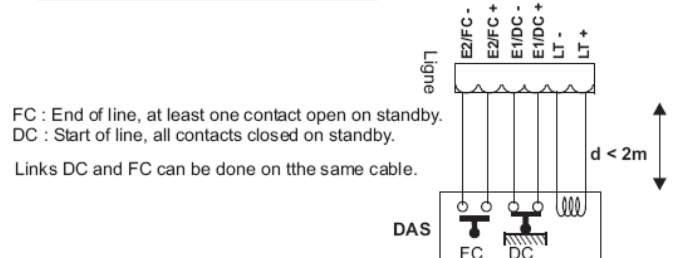 E2/FC -
E2/FC +
E1/DC -
E1/DC +
LT -
LT +
Ligne
FC : End of line, at least one contact open on standby.
DC : Start of line, all contacts closed on standby.
Links DC and FC can be done on tthe same cable.
d < 2m
DAS
FC
DC